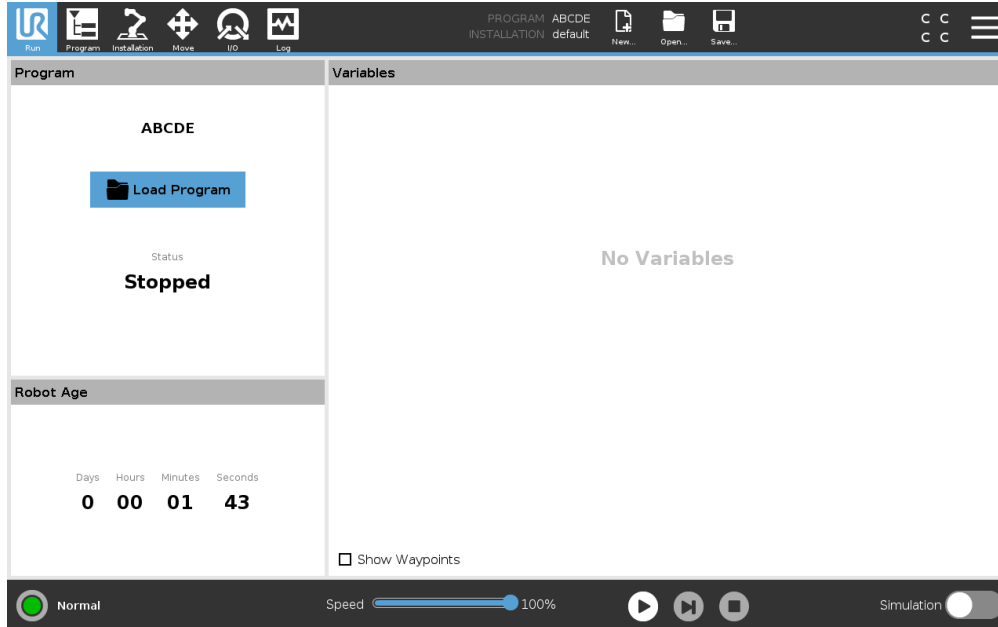 UR
PROGRAM ABCDE
INSTALLATION default
C C
C C
Run Program Installation Move I/O Log New... Open... Save...
Program
Variables
ABCDE
Load Program
Status
Stopped
No Variables
Robot Age
Days Hours Minutes Seconds
0 00 01 43
Show Waypoints
Normal
Speed 100%
Simulation